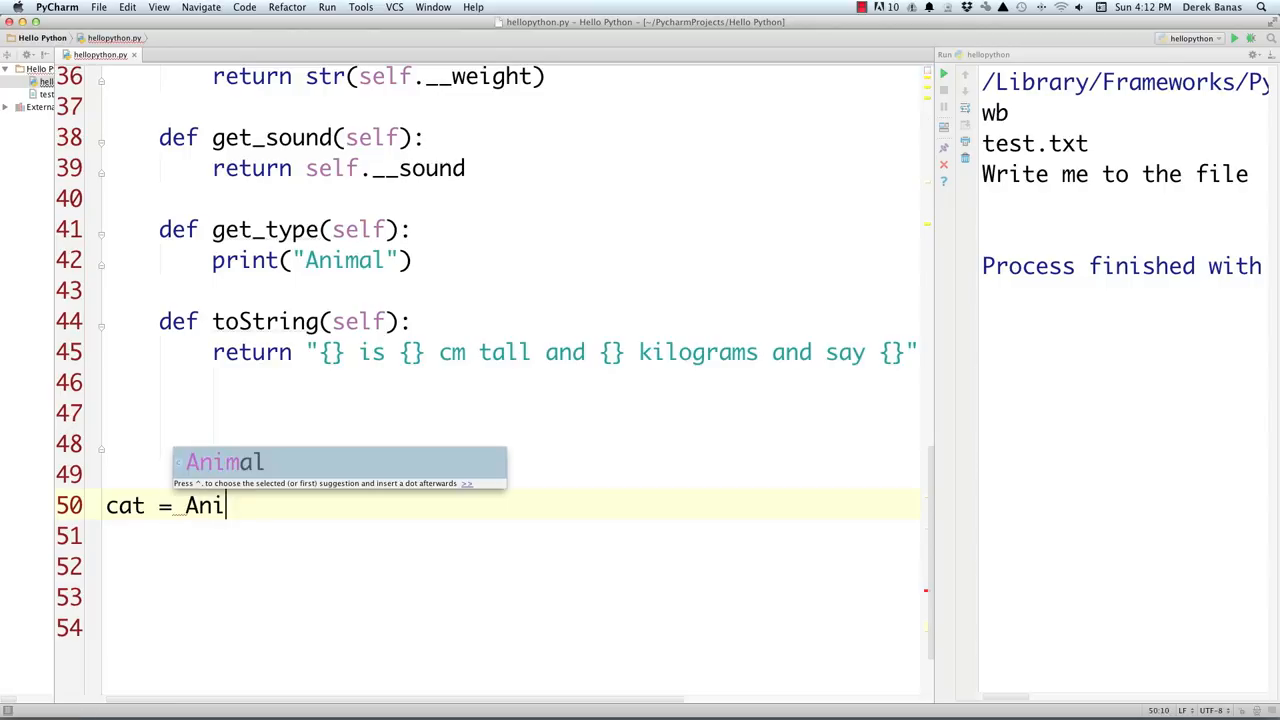 PyCharm File Edit View Navigate Code Refactor Run Tools VCS Window Help 10 Sun 4:12 PM Derek Banas
hellopython.py - Hello Python - [~/PycharmProjects/Hello Python]
Hello Python hellopython.py hellopython
hellopython.py Run hellopython
Hello P
hell
test
Externa
36 return str(self.__weight)
37
38 def get_sound(self):
39 return self.__sound
40
41 def get_type(self):
42 print("Animal")
43
44 def toString(self):
45 return "{} is {} cm tall and {} kilograms and say {}"
46
47
48
Animal
49
Press ^. to choose the selected (or first) suggestion and insert a dot afterwards >>
50 cat = Ani
51
52
53
54
/Library/Frameworks/Py
wb
test.txt
Write me to the file
Process finished with
50:10 LF UTF-8